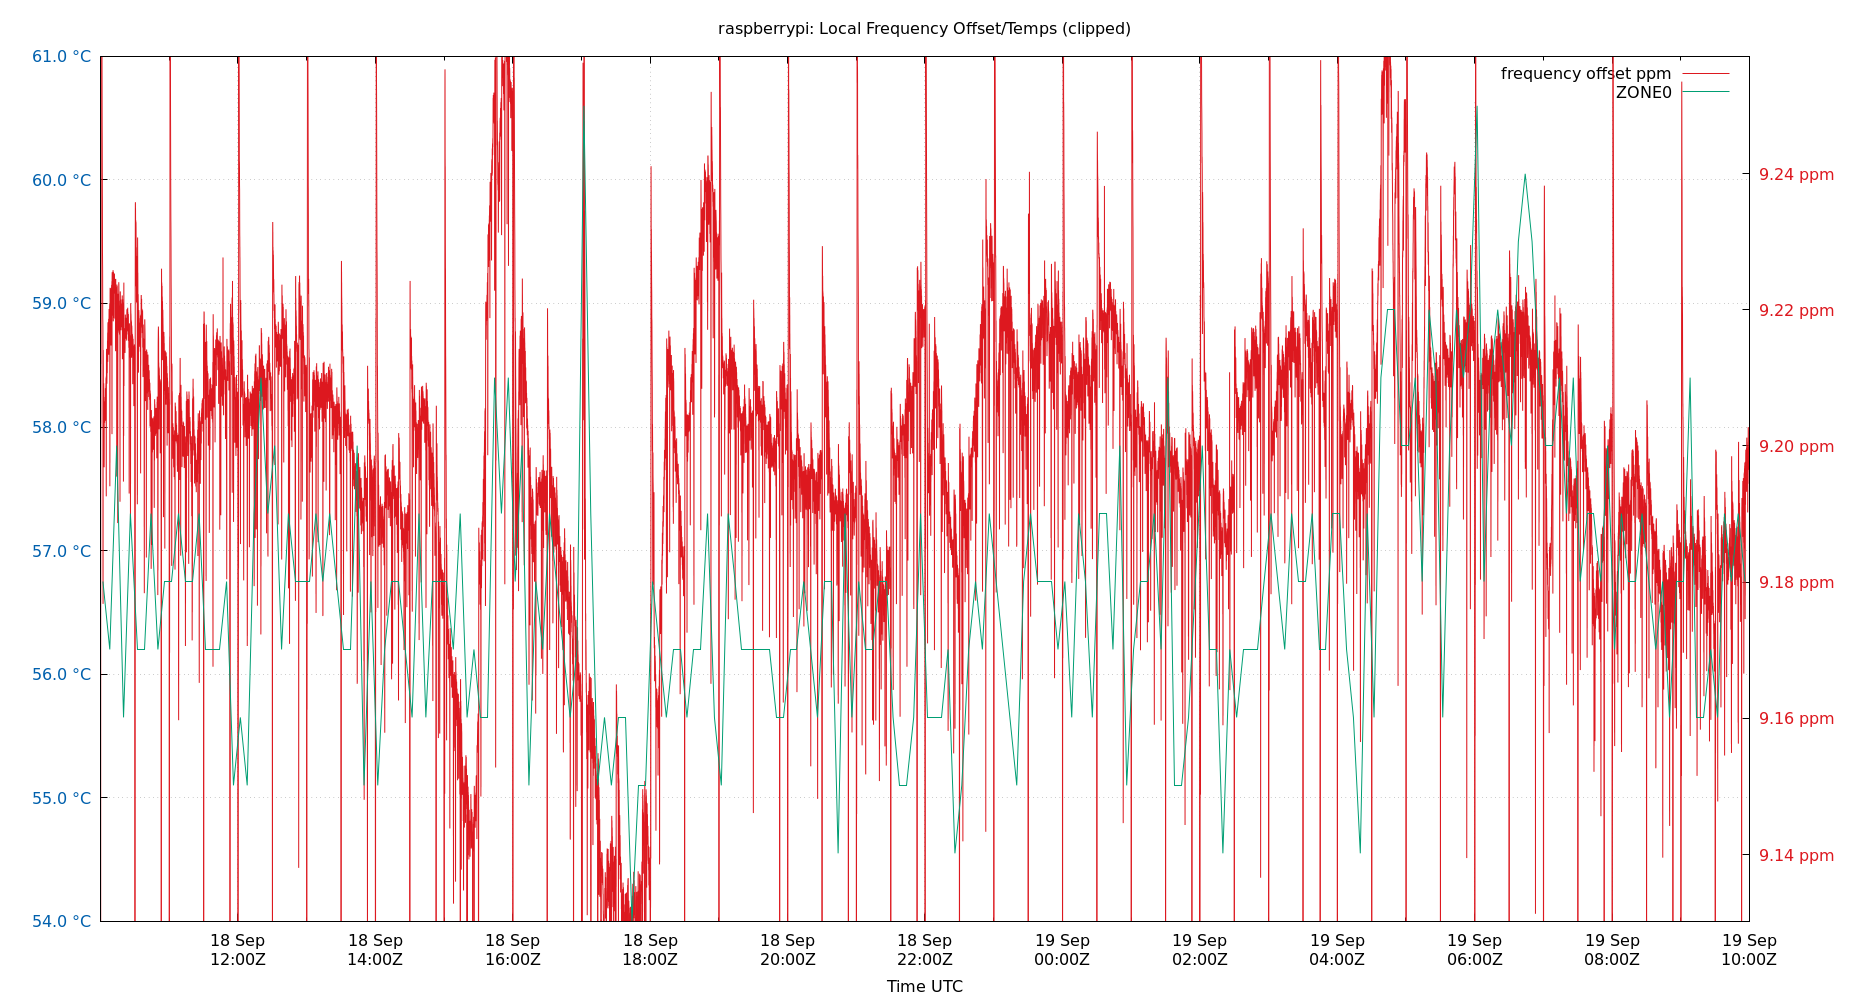 raspberrypi: Local Frequency Offset/Temps (clipped)
61.0 °C
60.0 °C
59.0 °C
58.0 °C
57.0 °C
56.0 °C
55.0 °C
54.0 °C
frequency offset ppm
ZONE0
9.24 ppm
9.22 ppm
9.20 ppm
9.18 ppm
9.16 ppm
9.14 ppm
18 Sep
12:00Z
18 Sep
14:00Z
18 Sep
16:00Z
18 Sep
18:00Z
18 Sep
20:00Z
18 Sep
22:00Z
19 Sep
00:00Z
19 Sep
02:00Z
19 Sep
04:00Z
19 Sep
06:00Z
19 Sep
08:00Z
19 Sep
10:00Z
Time UTC